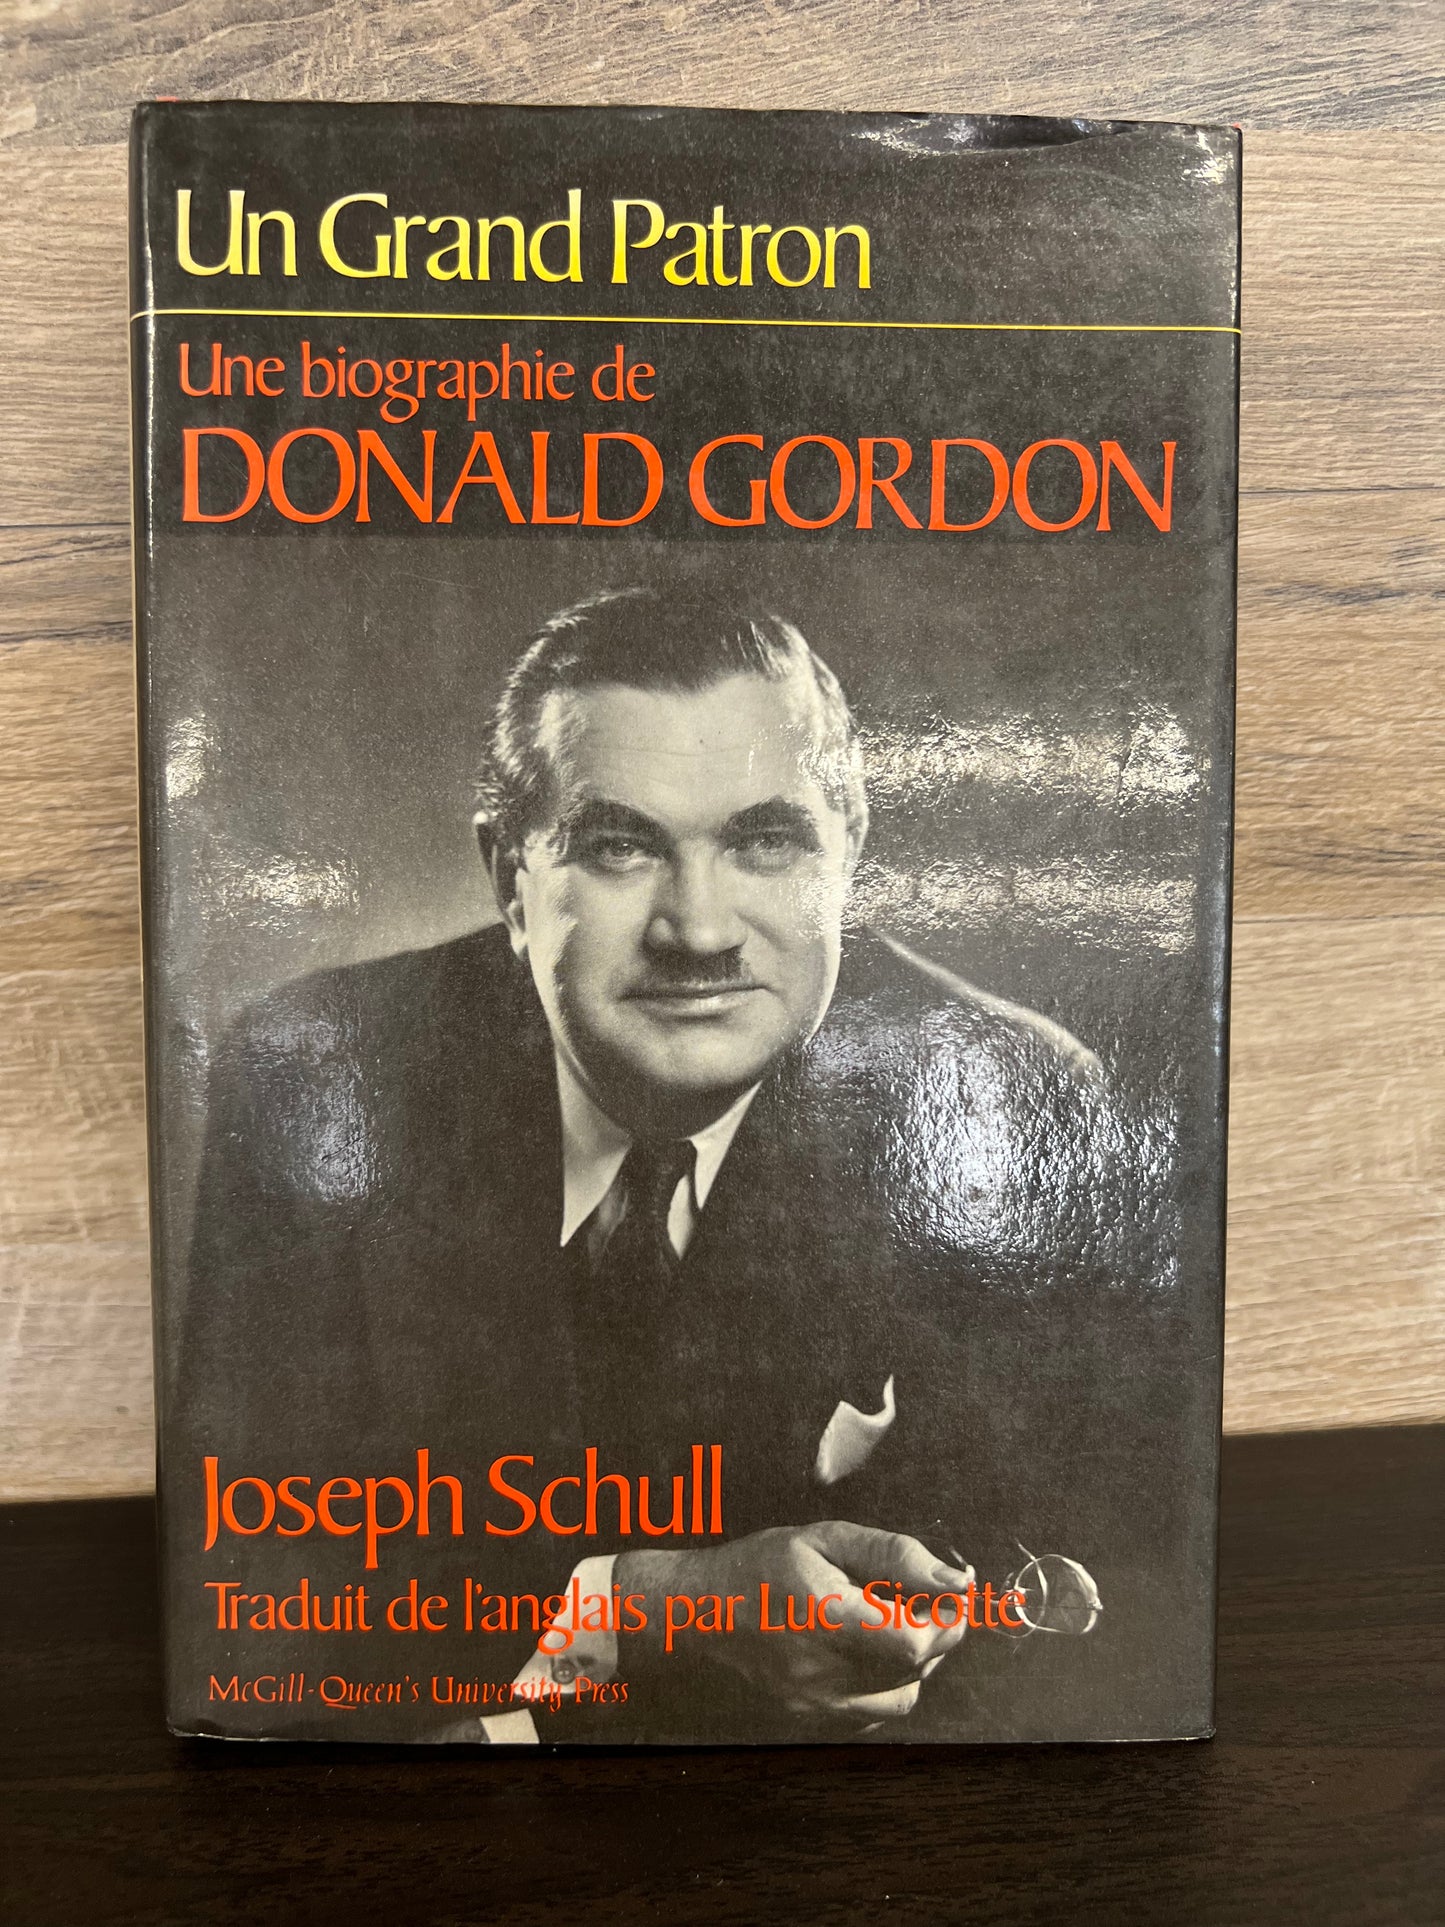 Un Grand Patron
Une biographie de
DONALD GORDON
Joseph Schull
Traduit de l'anglais par Luc Sicotte
McGill-Queen's University Press